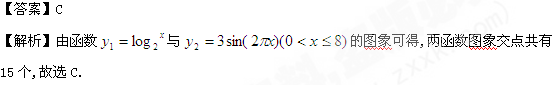 【答案】C
【解析】由函数 y₁ = log₂ˣ 与 y₂ = 3sin( 2πx)(0 < x ≤ 8) 的图象可得,两函数图象交点共有
15 个,故选 C.